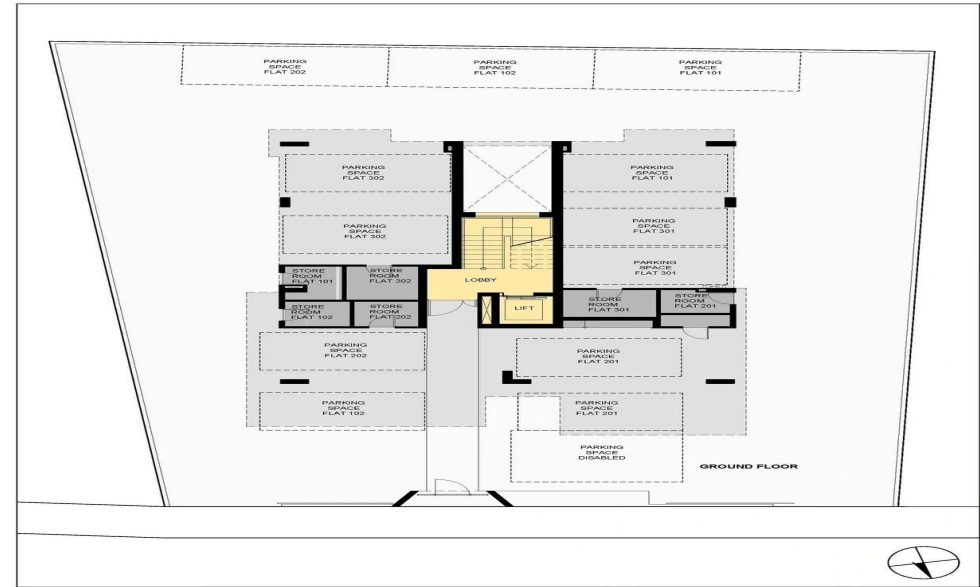 PARKING
SPACE
FLAT 202
PARKING
SPACE
FLAT 102
PARKING
SPACE
FLAT 101
PARKING
SPACE
FLAT 302
PARKING
SPACE
FLAT 101
PARKING
SPACE
FLAT 302
PARKING
SPACE
FLAT 301
PARKING
SPACE
FLAT 301
STORE
ROOM
FLAT 101
STORE
ROOM
FLAT 302
LOBBY
STORE
ROOM
FLAT 102
STORE
ROOM
FLAT 202
LIFT
STORE
ROOM
FLAT 301
STORE
ROOM
FLAT 201
PARKING
SPACE
FLAT 202
PARKING
SPACE
FLAT 201
PARKING
SPACE
FLAT 102
PARKING
SPACE
FLAT 201
PARKING
SPACE
DISABLED
GROUND FLOOR